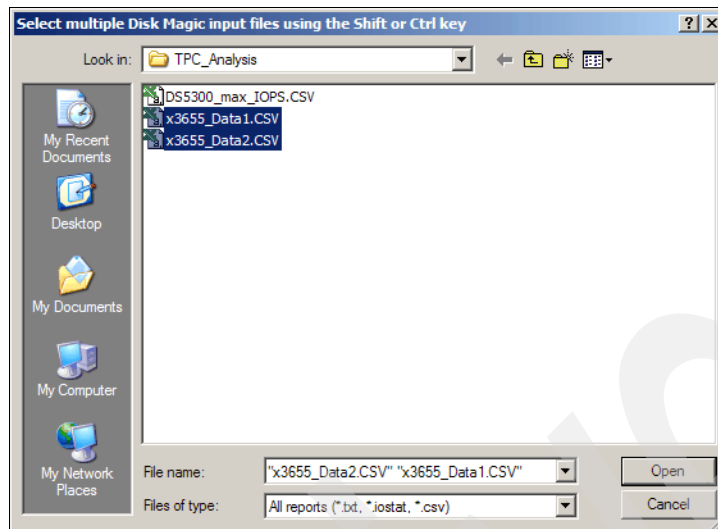 Select multiple Disk Magic input files using the Shift or Ctrl key
Look in:
TPC_Analysis
DS5300_max_IOPS.CSV
x3655_Data1.CSV
x3655_Data2.CSV
My Recent
Documents
Desktop
My Documents
My Computer
My Network
Places
File name:
"x3655_Data2.CSV" "x3655_Data1.CSV"
Open
Files of type:
All reports (*.txt, *.iostat, *.csv)
Cancel